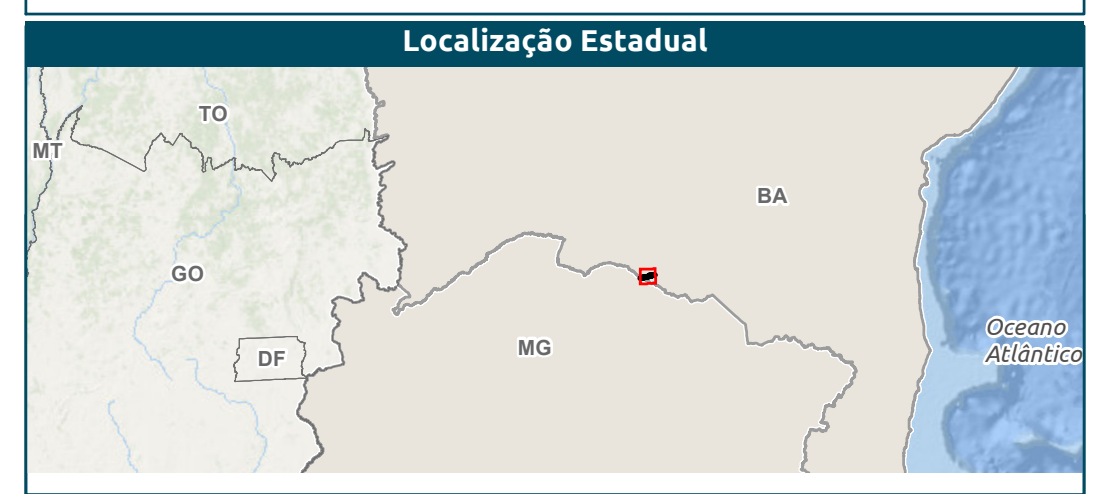 Localização Estadual
TO
MT
BA
GO
Oceano
Atlântico
MG
DF